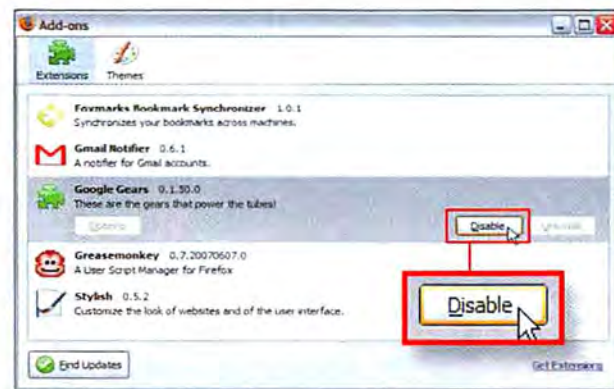 Add-ons
Extensions Themes
Foxmarks Bookmark Synchronizer 1.0.1
Synchronizes your bookmarks across machines.
Gmail Notifier 0.6.1
A notifier for Gmail accounts.
Google Gears 0.1.50.0
These are the gears that power the tubes!
Options Disable Uninstall
Greasemonkey 0.7.20070607.0
A User Script Manager for Firefox
Stylish 0.5.2
Customize the look of websites and of the user interface.
Disable
Find Updates Get Extensions